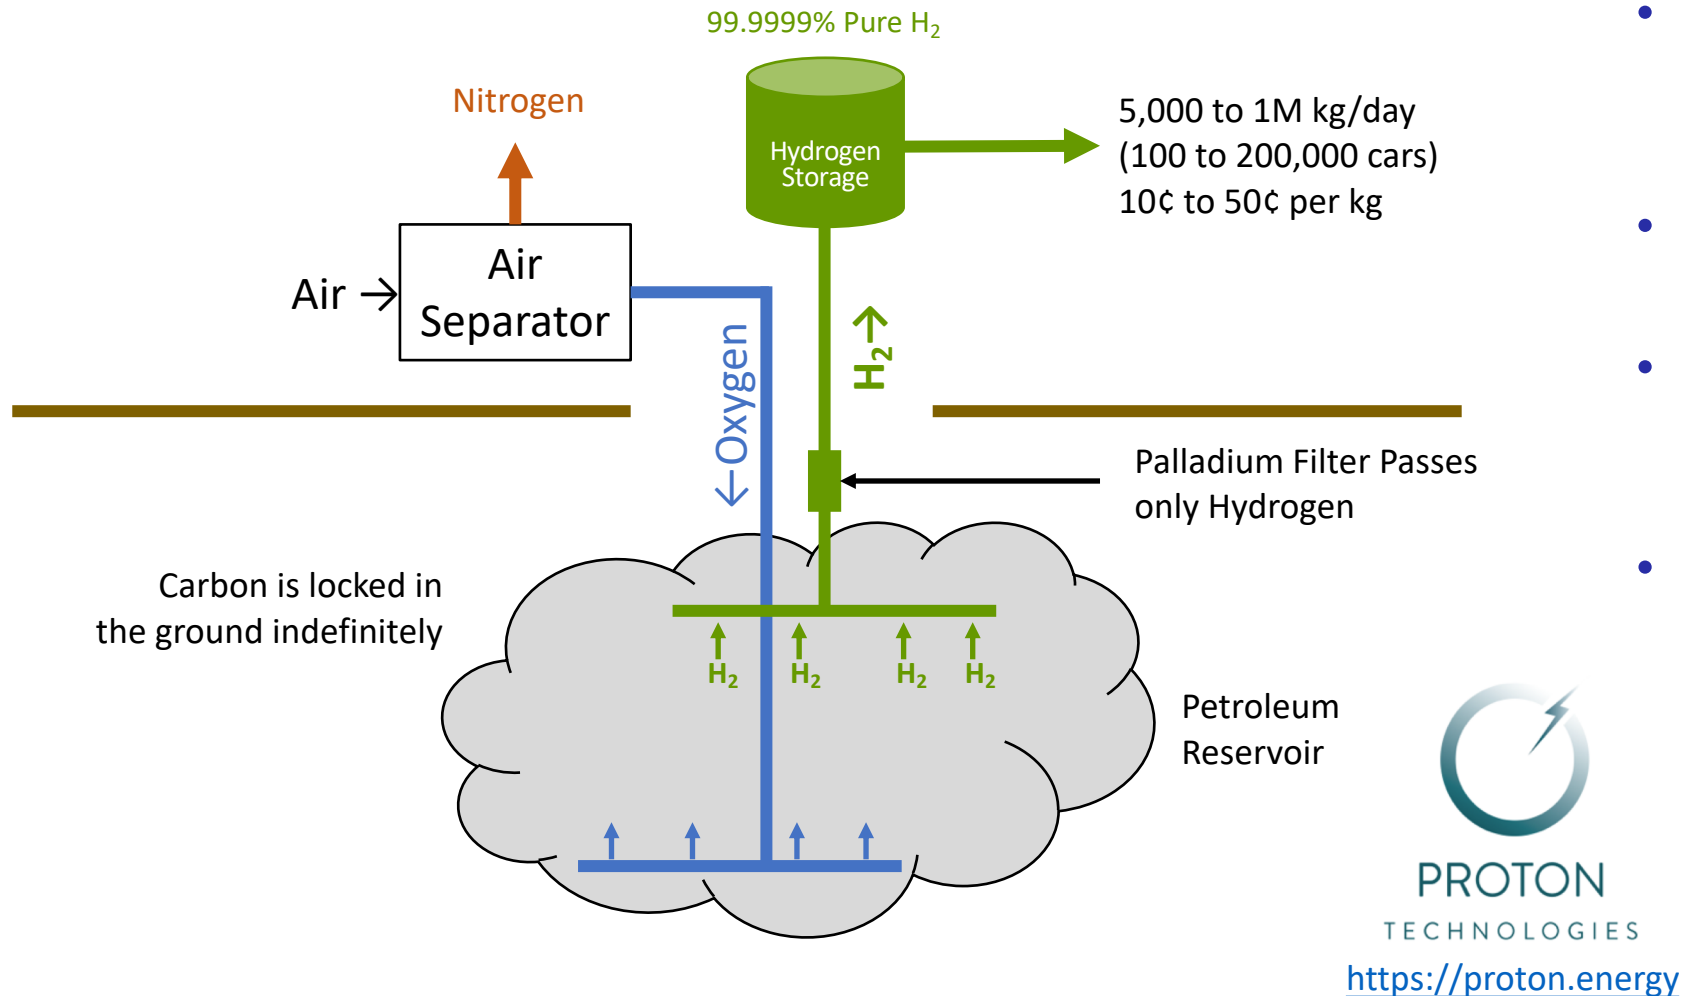 99.9999% Pure H₂
Nitrogen
Hydrogen
Storage
5,000 to 1M kg/day
(100 to 200,000 cars)
10¢ to 50¢ per kg
Air →
Air
Separator
←Oxygen
H₂→
Palladium Filter Passes
only Hydrogen
Carbon is locked in
the ground indefinitely
H₂ H₂ H₂ H₂
Petroleum
Reservoir
PROTON
TECHNOLOGIES
https://proton.energy